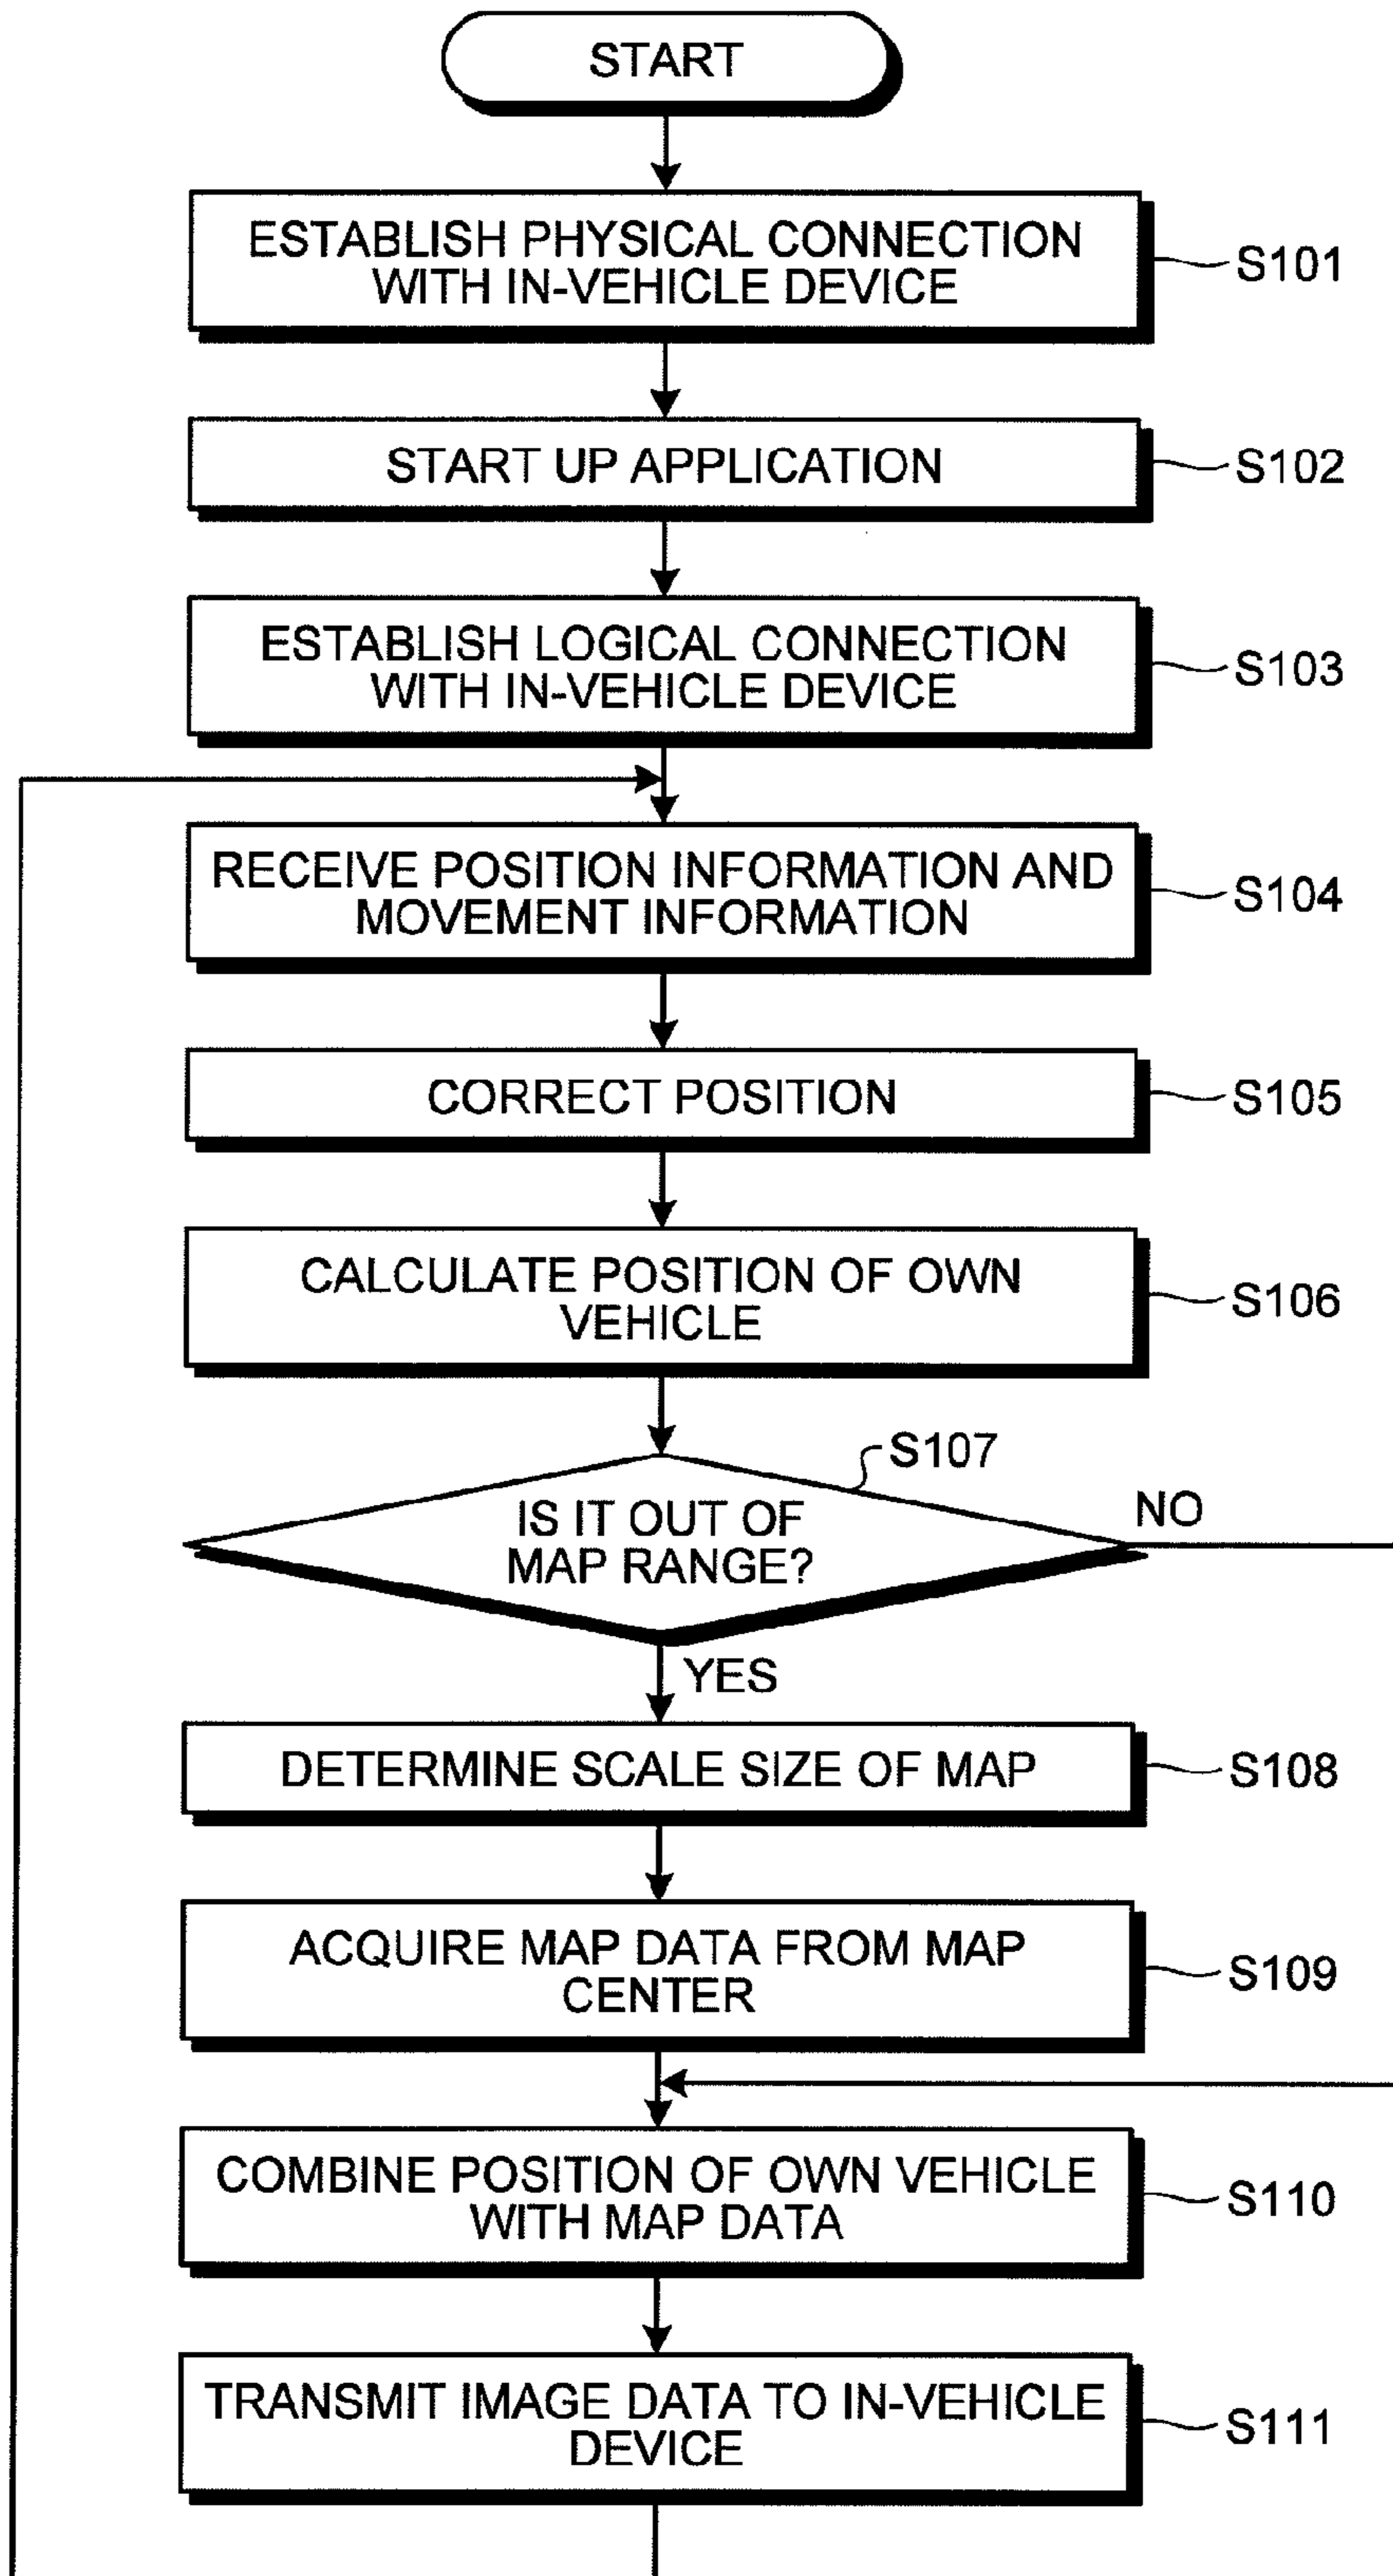 START
ESTABLISH PHYSICAL CONNECTION
WITH IN-VEHICLE DEVICE
S101
START UP APPLICATION
S102
ESTABLISH LOGICAL CONNECTION
WITH IN-VEHICLE DEVICE
S103
RECEIVE POSITION INFORMATION AND
MOVEMENT INFORMATION
S104
CORRECT POSITION
S105
CALCULATE POSITION OF OWN
VEHICLE
S106
S107
IS IT OUT OF
MAP RANGE?
NO
YES
DETERMINE SCALE SIZE OF MAP
S108
ACQUIRE MAP DATA FROM MAP
CENTER
S109
COMBINE POSITION OF OWN VEHICLE
WITH MAP DATA
S110
TRANSMIT IMAGE DATA TO IN-VEHICLE
DEVICE
S111